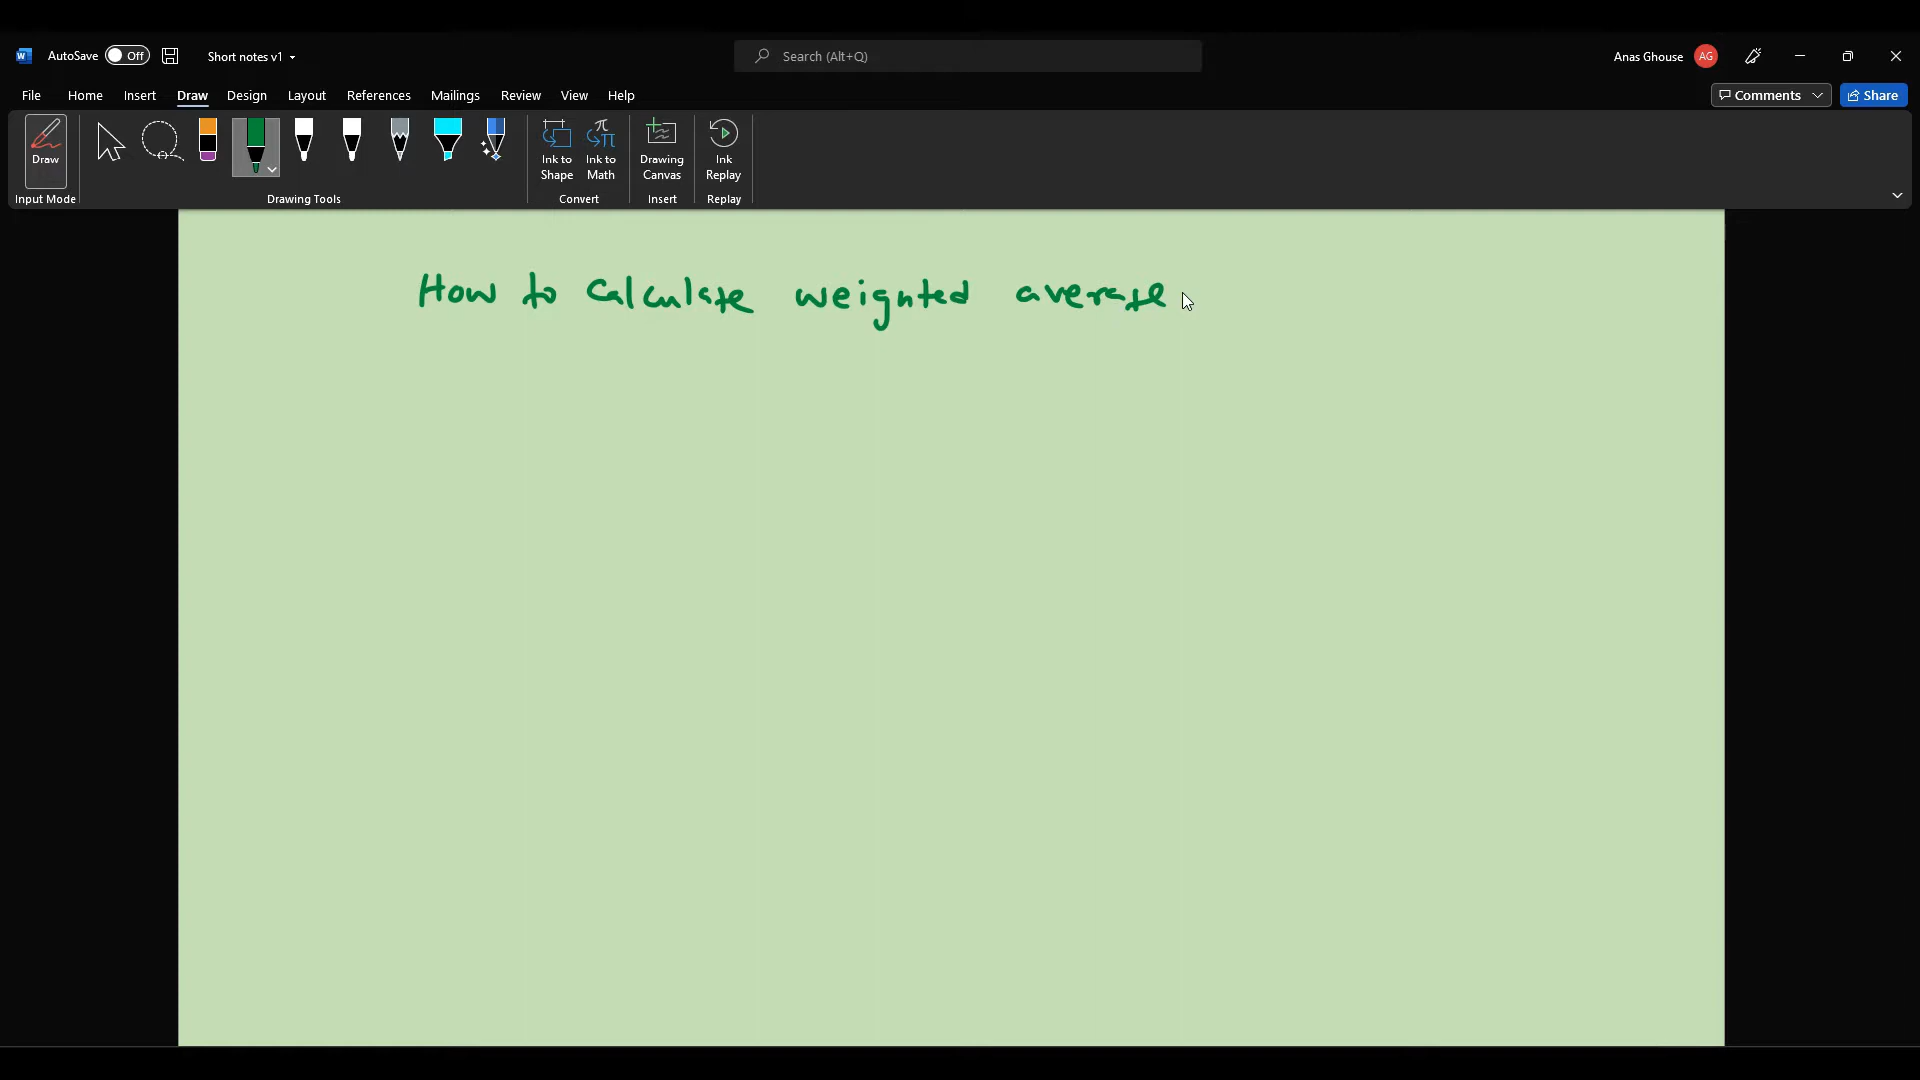 AutoSave Off Short notes v1 Search (Alt+Q) Anas Ghouse AG
File Home Insert Draw Design Layout References Mailings Review View Help Comments Share
Draw Ink to Shape Ink to Math Drawing Canvas Ink Replay
Input Mode Drawing Tools Convert Insert Replay
How to Calculate weignted averate